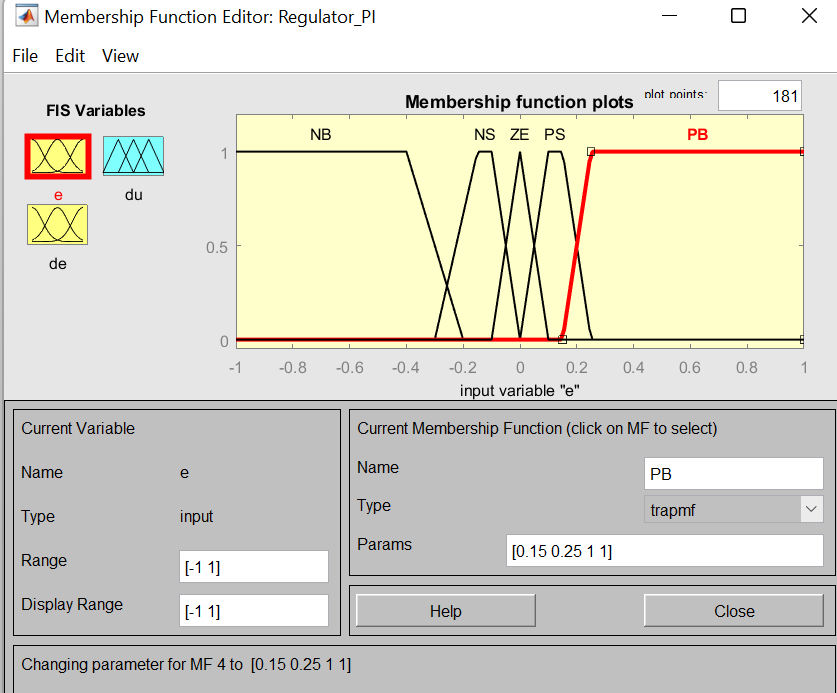 Membership Function Editor: Regulator_PI
File Edit View
FIS Variables
Membership function plots
plot points:
181
e
du
de
NB NS ZE PS PB
1
0.5
0
-1 -0.8 -0.6 -0.4 -0.2 0 0.2 0.4 0.6 0.8 1
input variable "e"
Current Variable
Name e
Type input
Range [-1 1]
Display Range [-1 1]
Current Membership Function (click on MF to select)
Name PB
Type trapmf
Params [0.15 0.25 1 1]
Help Close
Changing parameter for MF 4 to [0.15 0.25 1 1]